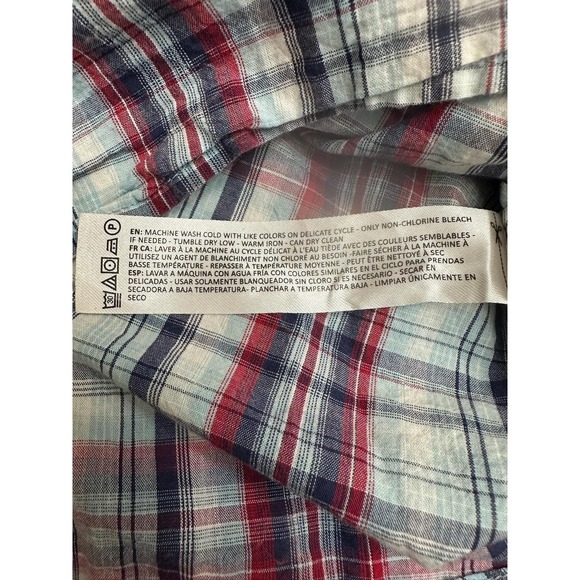 EN: MACHINE WASH COLD WITH LIKE COLORS ON DELICATE CYCLE - ONLY NON-CHLORINE BLEACH
IF NEEDED - TUMBLE DRY LOW - WARM IRON - CAN DRY CLEAN
FR CA: LAVER À LA MACHINE AU CYCLE DÉLICAT À L'EAU TIÈDE AVEC DES COULEURS SEMBLABLES -
UTILISEZ UN AGENT DE BLANCHIMENT NON CHLORÉ AU BESOIN -FAIRE SÉCHER À LA MACHINE À
BASSE TEMPÉRATURE - REPASSER À TEMPÉRATURE MOYENNE - PEUT ÊTRE NETTOYÉ À SEC
ESP: LAVAR A MÁQUINA CON AGUA FRÍA CON COLORES SIMILARES EN EL CICLO PARA PRENDAS
DELICADAS - USAR SOLAMENTE BLANQUEADOR SIN CLORO SI ES NECESARIO - SECAR EN
SECADORA A BAJA TEMPERATURA- PLANCHAR A TEMPERATURA BAJA - LIMPIAR ÚNICAMENTE EN
SECO
P
30